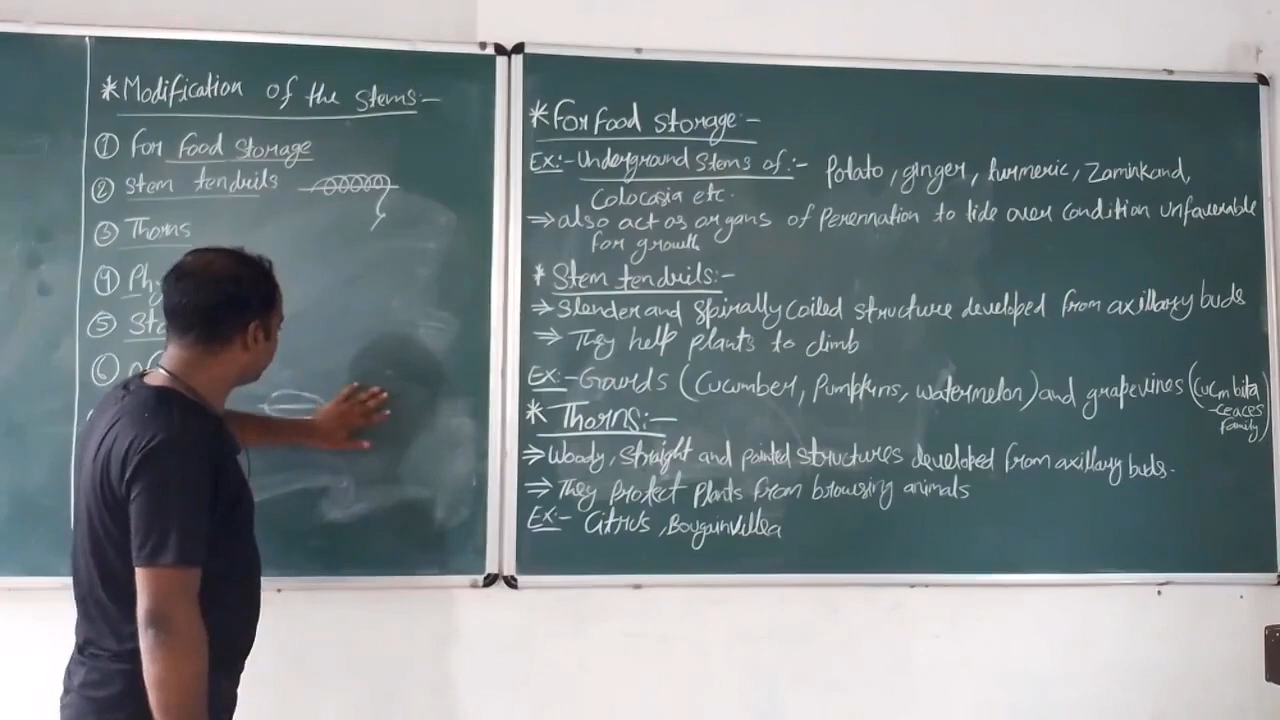 *Modification of the Stems:-
① For Food Storage
② Stem tendrils
③ Thorns
④ Phy
⑤ Sto
⑥
*For food storage:-
Ex:- Underground Stems of:- Potato, ginger, turmeric, Zaminkand,
Colocasia etc.
⇒ also act as organs of Perennation to tide over Condition Unfavorable
for growth
* Stem tendrils:-
⇒ Slender and Spirally Coiled structure developed from axillary buds
⇒ They help plants to climb
Ex:- Gourds (Cucumber, Pumpkins, watermelon) and grapevines (cucmbita
-ceaces
family)
* Thorns:-
⇒ Woody, Straight and pointed structures developed from axillary buds.
⇒ They protect Plants from browsing animals
Ex:- Citrus, Bougainvillea